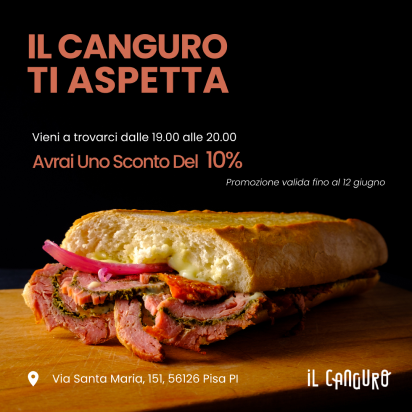 IL CANGURO
TI ASPETTA
Vieni a trovarci dalle 19.00 alle 20.00
Avrai Uno Sconto Del 10%
Promozione valida fino al 12 giugno
Via Santa Maria, 151, 56126 Pisa PI
iL CANGURO